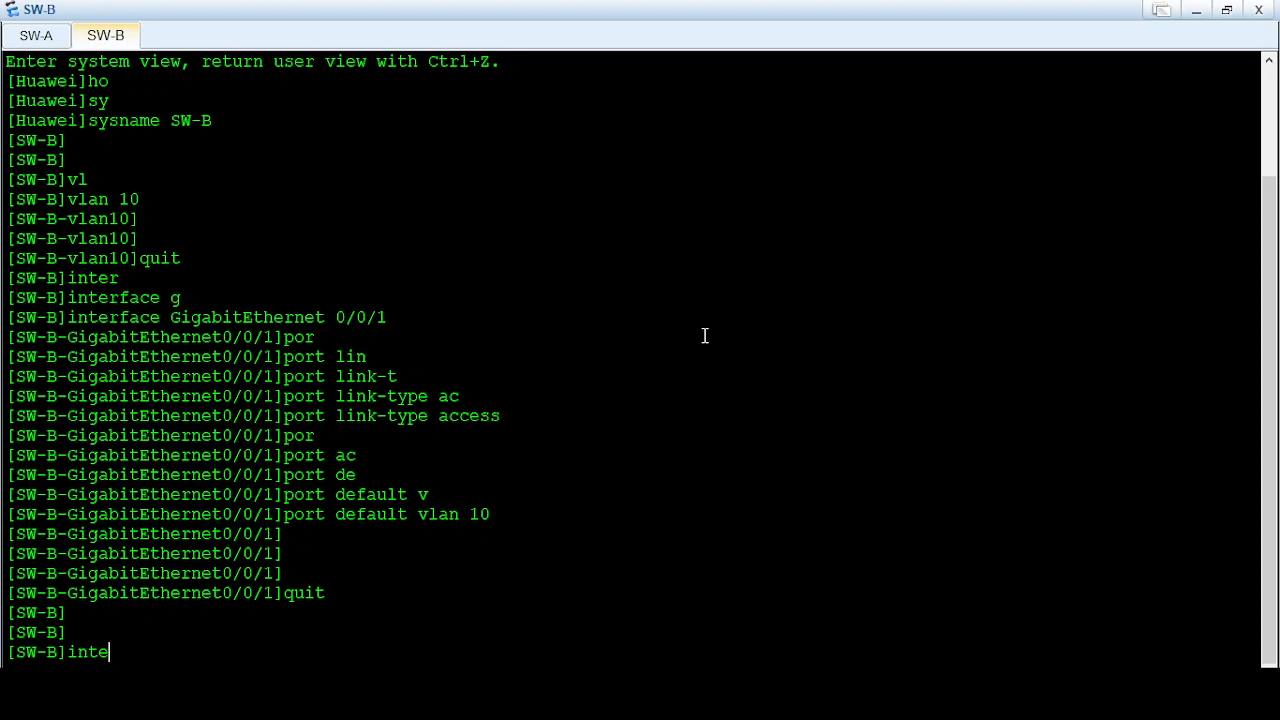 SW-B
SW-A SW-B
Enter system view, return user view with Ctrl+Z.
[Huawei]ho
[Huawei]sy
[Huawei]sysname SW-B
[SW-B]
[SW-B]
[SW-B]vl
[SW-B]vlan 10
[SW-B-vlan10]
[SW-B-vlan10]
[SW-B-vlan10]quit
[SW-B]inter
[SW-B]interface g
[SW-B]interface GigabitEthernet 0/0/1
[SW-B-GigabitEthernet0/0/1]por
[SW-B-GigabitEthernet0/0/1]port lin
[SW-B-GigabitEthernet0/0/1]port link-t
[SW-B-GigabitEthernet0/0/1]port link-type ac
[SW-B-GigabitEthernet0/0/1]port link-type access
[SW-B-GigabitEthernet0/0/1]por
[SW-B-GigabitEthernet0/0/1]port ac
[SW-B-GigabitEthernet0/0/1]port de
[SW-B-GigabitEthernet0/0/1]port default v
[SW-B-GigabitEthernet0/0/1]port default vlan 10
[SW-B-GigabitEthernet0/0/1]
[SW-B-GigabitEthernet0/0/1]
[SW-B-GigabitEthernet0/0/1]
[SW-B-GigabitEthernet0/0/1]quit
[SW-B]
[SW-B]
[SW-B]inte